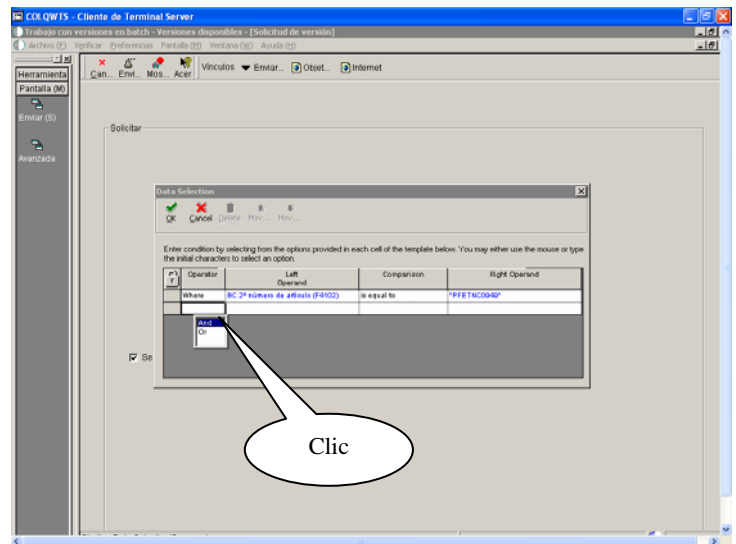 COLQWTS - Cliente de Terminal Server
Trabajo con versiones en batch - Versiones disponibles - [Solicitud de versión]
Archivo (F) Verificar Preferencias Pantalla (M) Ventana (W) Ayuda (H)
Herramienta
Pantalla (M)
Enviar (S)
Avanzada
Can... Envi... Mos... Acer Vínculos Enviar... Objet... Internet
Solicitar
Data Selection
OK Cancel Delete Mov... Mov...
Enter condition by selecting from the options provided in each cell of the template below. You may either use the mouse or type
the initial characters to select an option.
Operator Left Operand Comparison Right Operand
Where BC 2º número de artículo (F4102) is equal to "PFETNC0940"
And
Or
Se
Clic